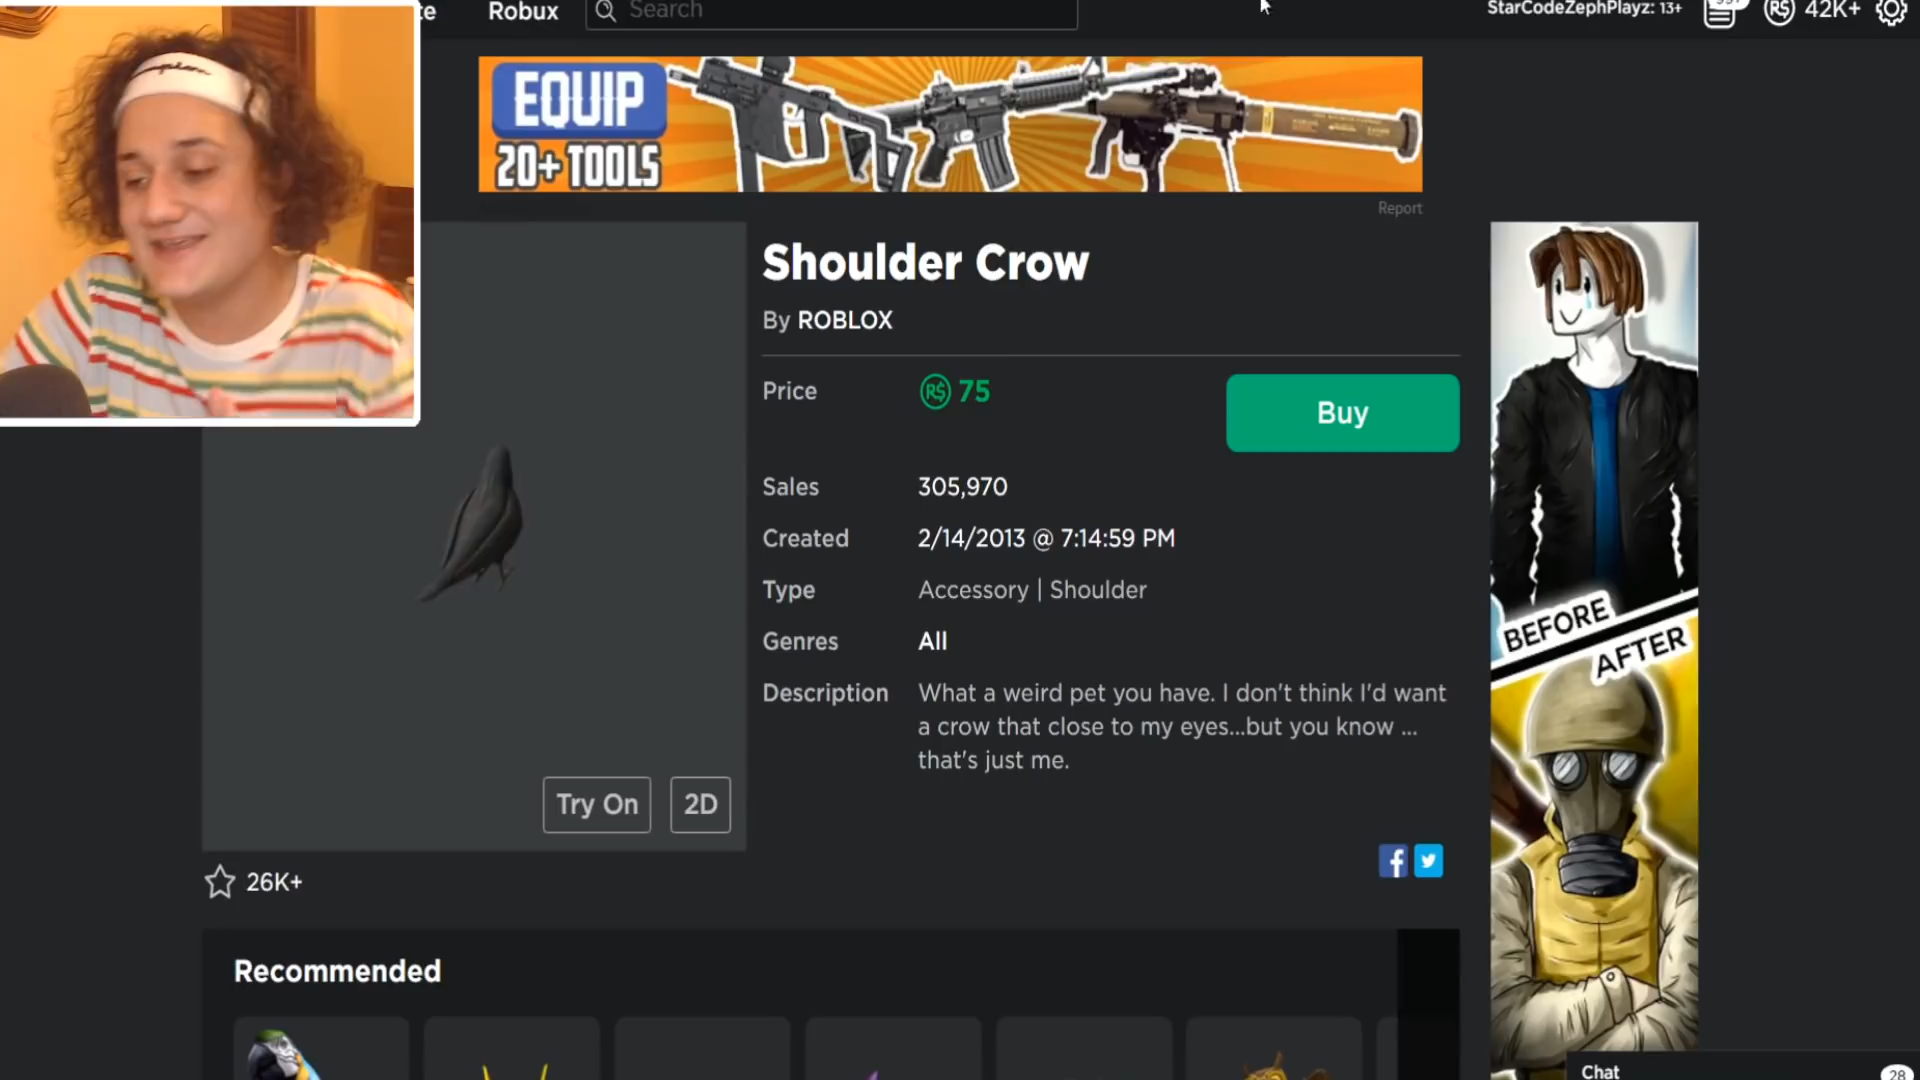 te
Robux
Search
StarCodeZephPlayz: 13+
42K+
EQUIP
20+ TOOLS
Report
Shoulder Crow
By ROBLOX
Price
R$ 75
Buy
Sales
305,970
Created
2/14/2013 @ 7:14:59 PM
Type
Accessory | Shoulder
Genres
All
Description
What a weird pet you have. I don't think I'd want
a crow that close to my eyes...but you know ...
that's just me.
Try On
2D
26K+
BEFORE
AFTER
Recommended
Chat
28